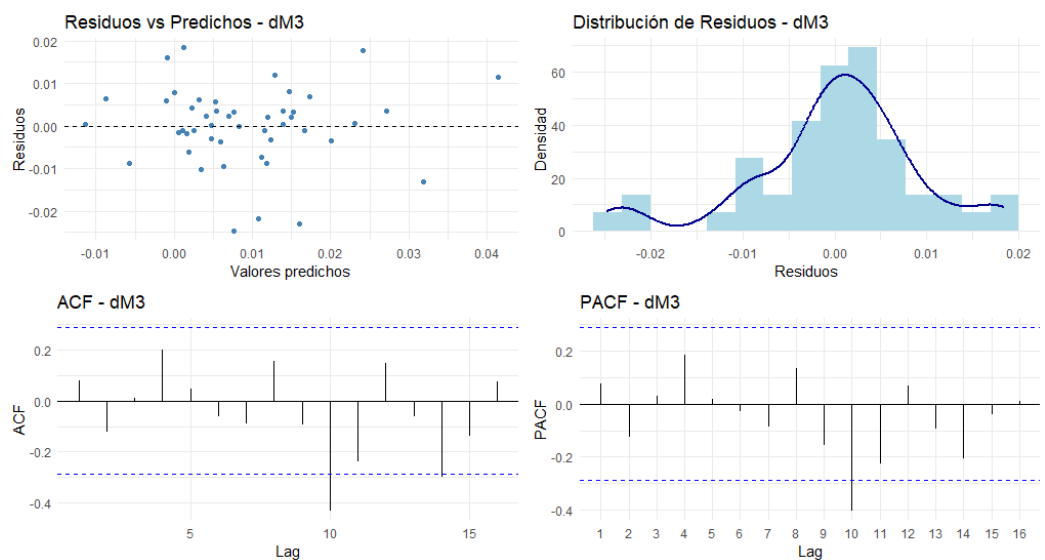 Residuos vs Predichos - dM3
0.02
0.01
0.00
-0.01
-0.02
Residuos
-0.01
0.00
0.01
0.02
0.03
0.04
Valores predichos
Distribución de Residuos - dM3
60
40
20
0
Densidad
-0.02
-0.01
0.00
0.01
0.02
Residuos
ACF - dM3
0.2
0.0
-0.2
-0.4
ACF
5
10
15
Lag
PACF - dM3
0.2
0.0
-0.2
-0.4
PACF
1 2 3 4 5 6 7 8 9 10 11 12 13 14 15 16
Lag